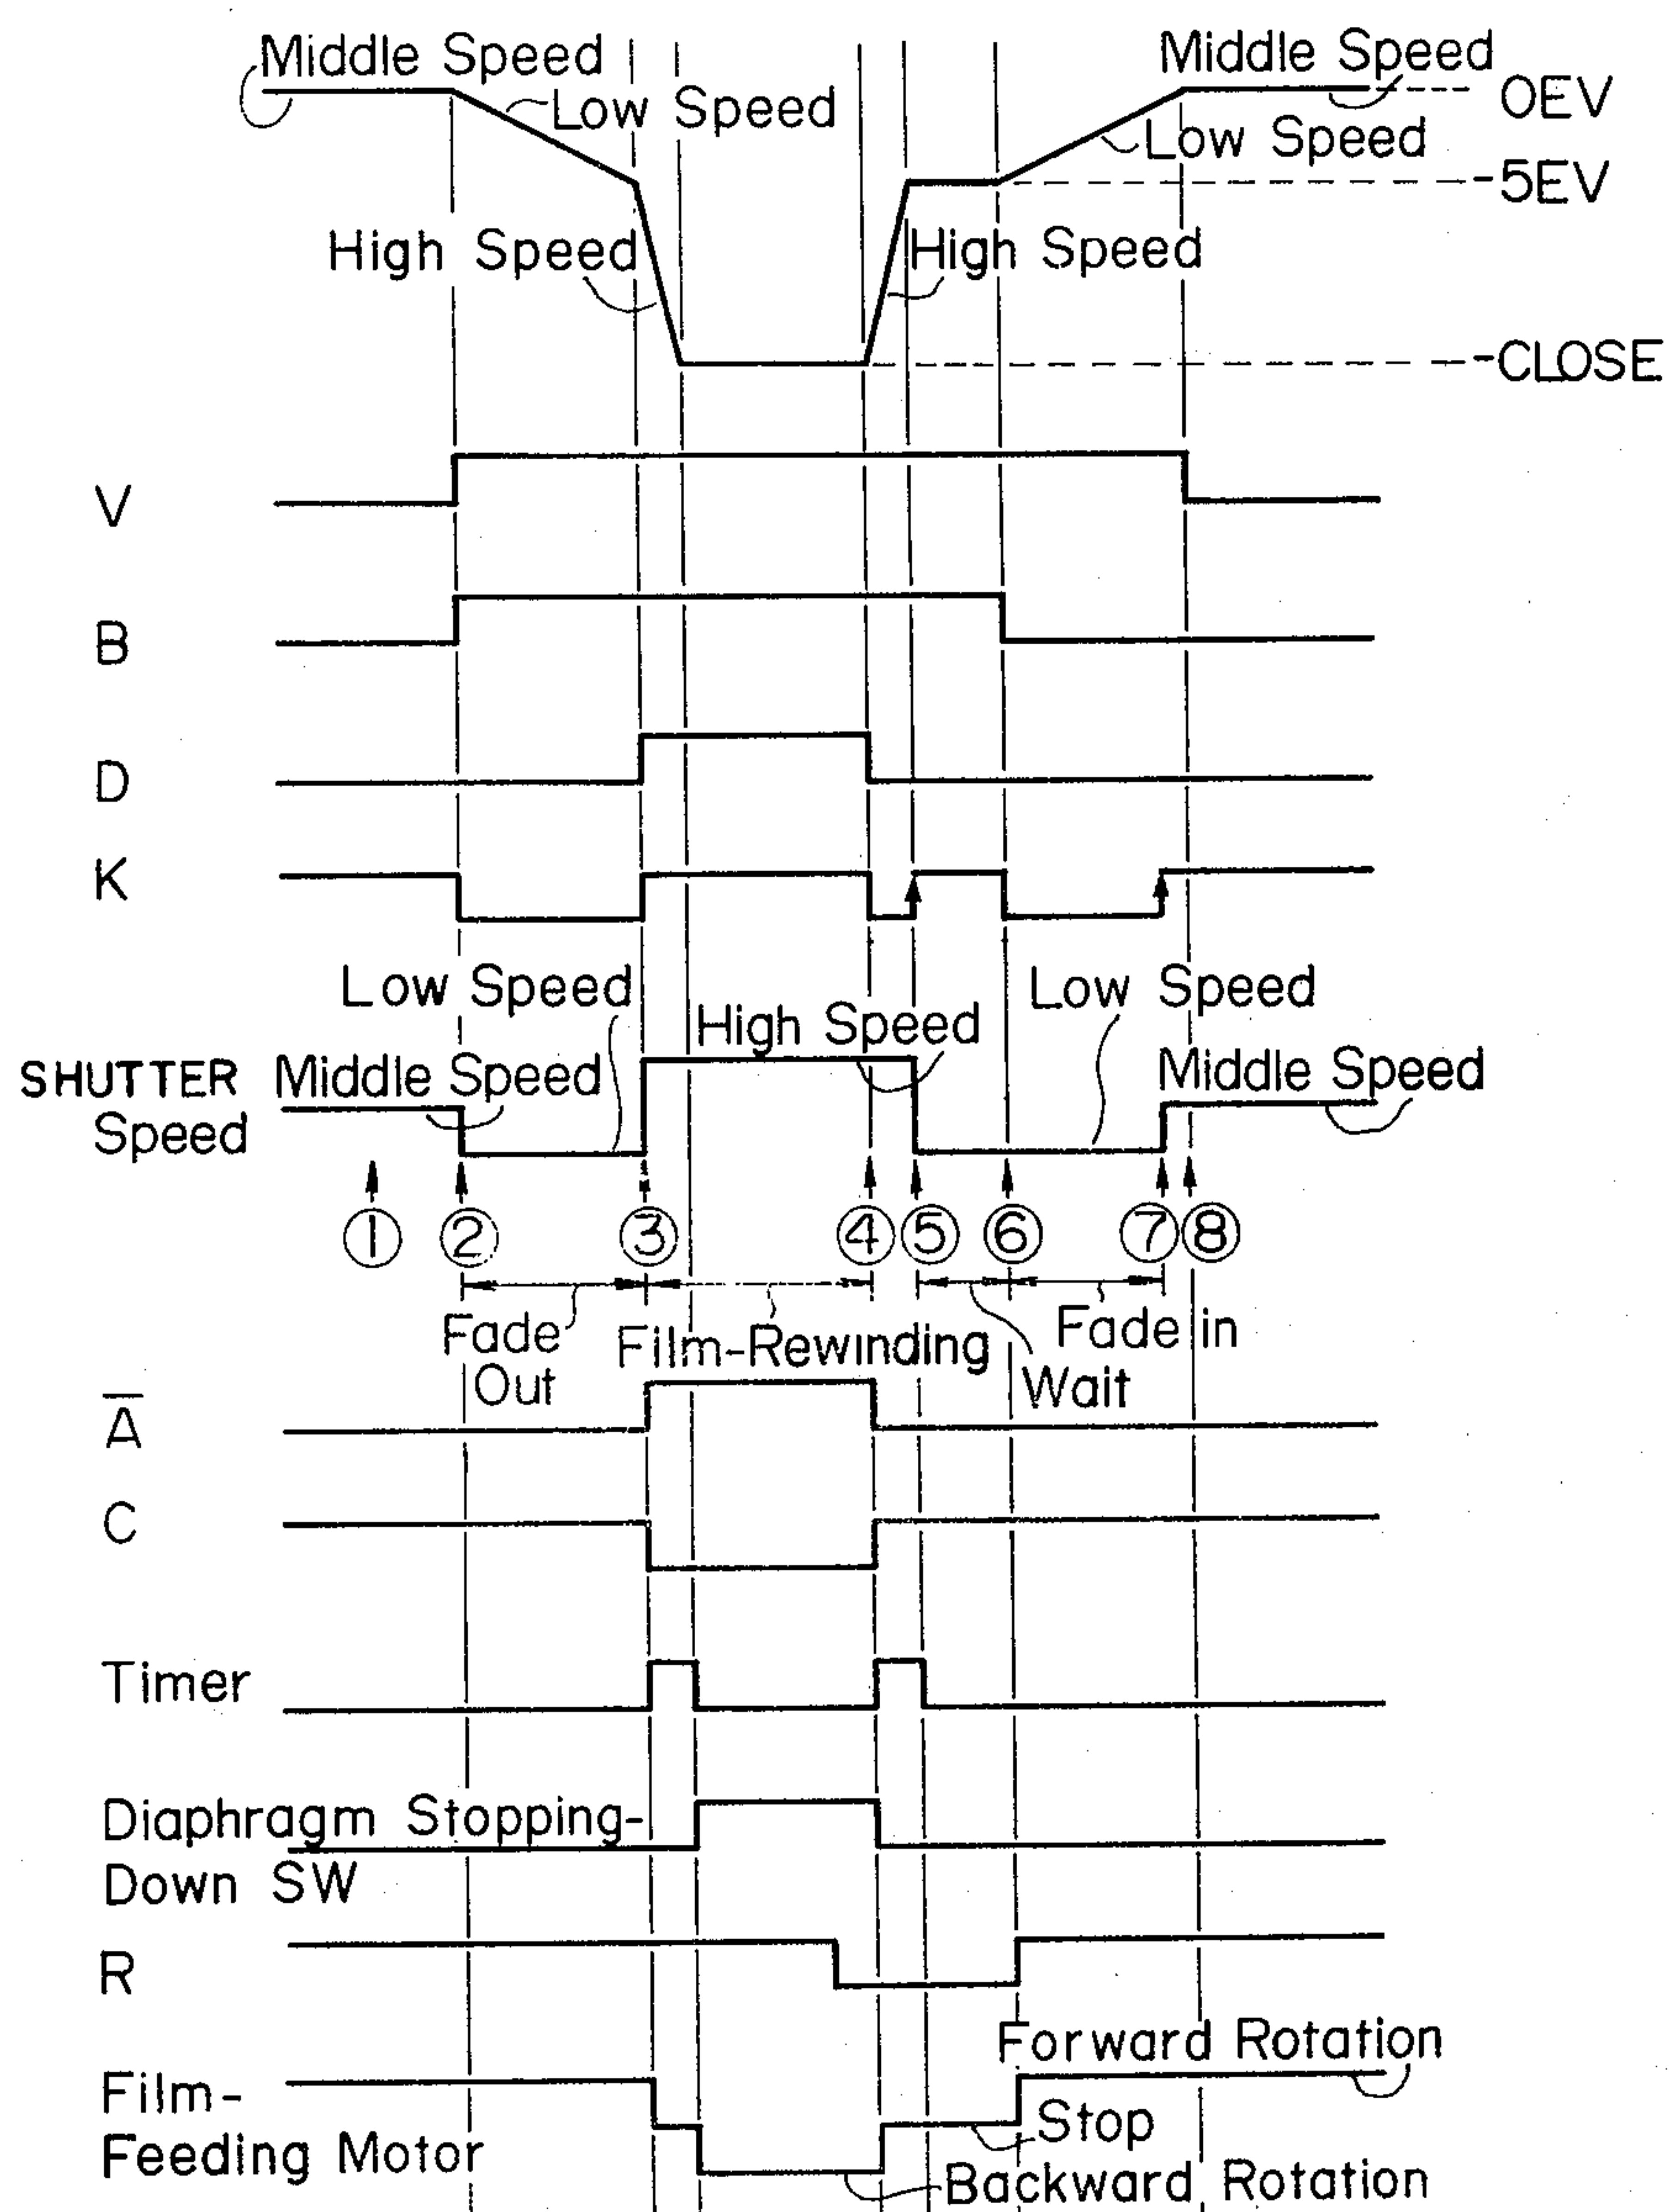 Middle Speed
Low Speed
Middle Speed
OEV
Low Speed
-5EV
High Speed
High Speed
-CLOSE
V
B
D
K
Low Speed
Low Speed
High Speed
SHUTTER Speed
Middle Speed
Middle Speed
① ② ③ ④ ⑤ ⑥ ⑦ ⑧
Fade Out
Film-Rewinding
Wait
Fade in
A̅
C
Timer
Diaphragm Stopping-
Down SW
R
Forward Rotation
Film-
Feeding Motor
Stop
Backward Rotation